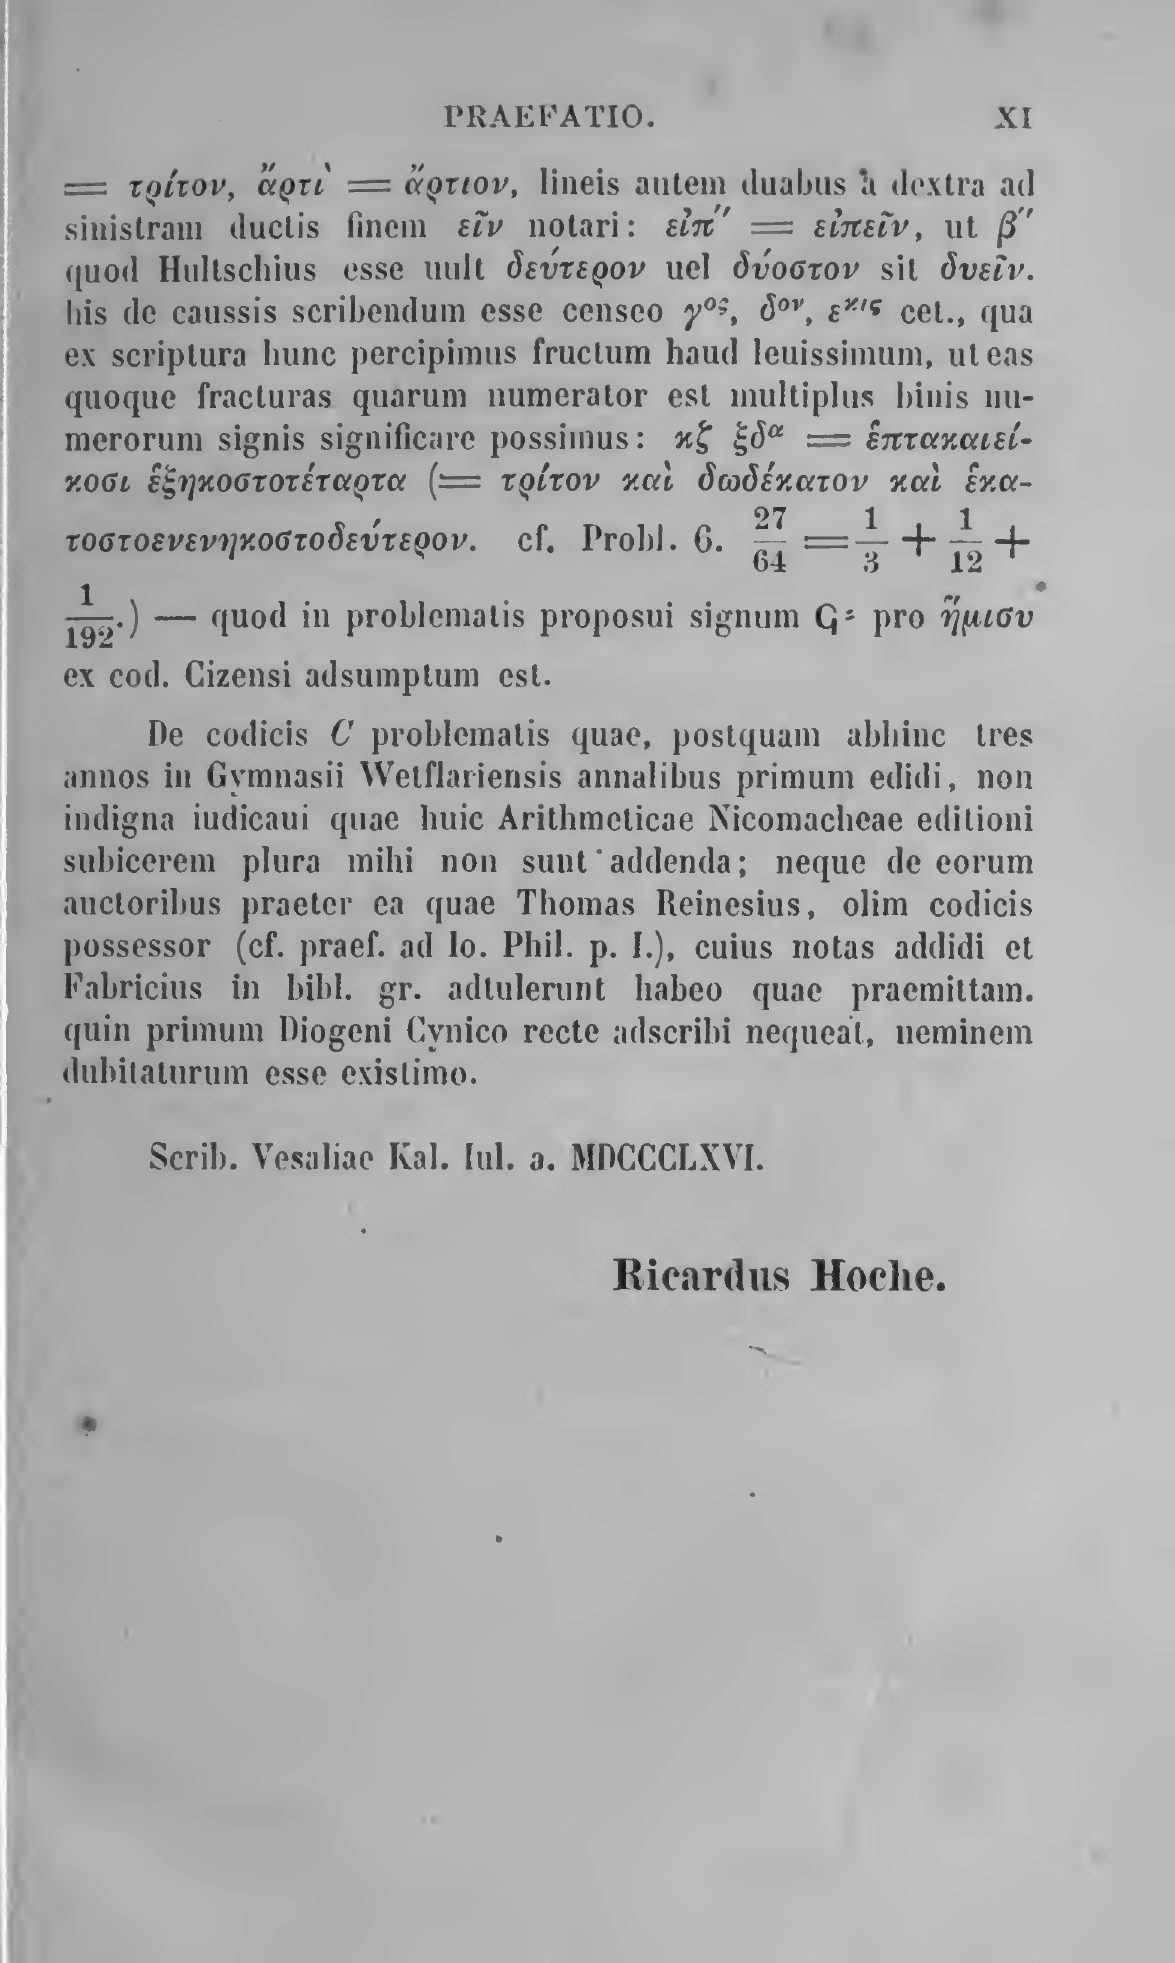 PRAEFATIO. XI
= τρίτον, ἄρτι` = ἄρτιον, lineis autem duabus a dextra ad
sinistram ductis finem εῖν notari: εἰπ″ = εἰπεῖν, ut β″
quod Hultschius esse uult δεύτερον uel δύοστον sit δυεῖν.
his de caussis scribendum esse censeo γος, δον, εκις cet., qua
ex scriptura hunc percipimus fructum haud leuissimum, ut eas
quoque fracturas quarum numerator est multiplus binis nu-
merorum signis significare possimus: κζ ξδα = ἑπτακαιεί-
κοσι ἑξηκοστοτέταρτα (= τρίτον καὶ δωδέκατον καὶ ἑκα-
τοστοενενηκοστοδεύτερον. cf. Probl. 6. 27/64 = 1/3 + 1/12 +
1/192.) — quod in problematis proposui signum pro ἥμισυ
ex cod. Cizensi adsumptum est.
De codicis C problematis quae, postquam abhinc tres
annos in Gymnasii Wetflariensis annalibus primum edidi, non
indigna iudicaui quae huic Arithmeticae Nicomacheae editioni
subicerem plura mihi non sunt addenda; neque de eorum
auctoribus praeter ea quae Thomas Reinesius, olim codicis
possessor (cf. praef. ad Io. Phil. p. I.), cuius notas addidi et
Fabricius in bibl. gr. adtulerunt habeo quae praemittam.
quin primum Diogeni Cynico recte adscribi nequeat, neminem
dubitaturum esse existimo.
Scrib. Vesaliae Kal. Iul. a. MDCCCLXVI.
Ricardus Hoche.